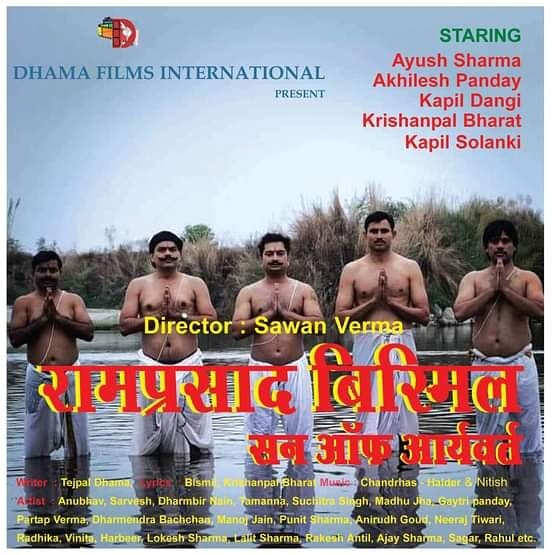 DHAMA FILMS INTERNATIONAL
PRESENT
STARING
Ayush Sharma
Akhilesh Panday
Kapil Dangi
Krishanpal Bharat
Kapil Solanki
Director : Sawan Verma
रामप्रसाद बिस्मिल
सन ऑफ़ आर्यवर्त
Writer : Tejpal Dhama, Lyrics : Bismil, Krishanpal Bharat Music : Chandrhas - Haider & Nitish
Artist : Anubhav, Sarvesh, Dharmbir Nain, Tamanna, Suchitra Singh, Madhu Jha, Gaytri panday,
Partap Verma, Dharmendra Bachchan, Manoj Jain, Punit Sharma, Anirudh Goud, Neeraj Tiwari,
Radhika, Vinita, Harbeer, Lokesh Sharma, Lalit Sharma, Rakesh Antil, Ajay Sharma, Sagar, Rahul etc.